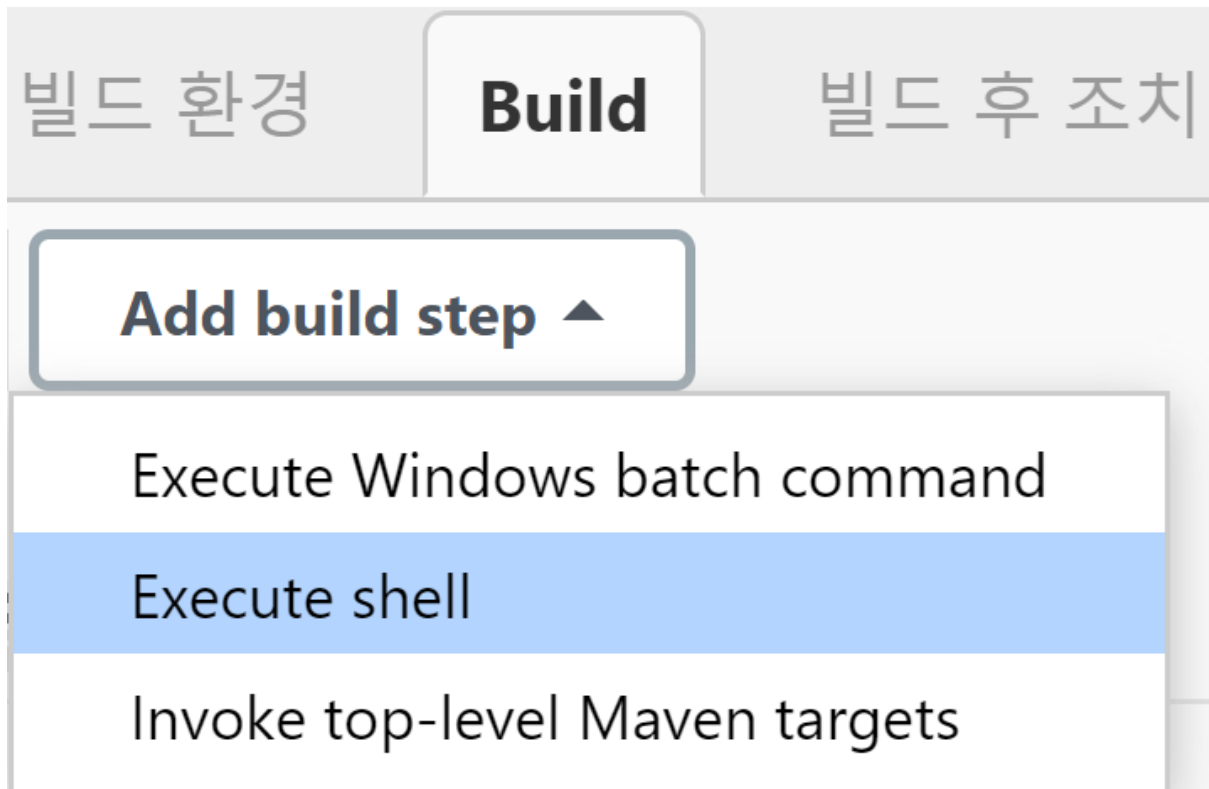 빌드 환경 Build 빌드 후 조치
Add build step
Execute Windows batch command
Execute shell
Invoke top-level Maven targets